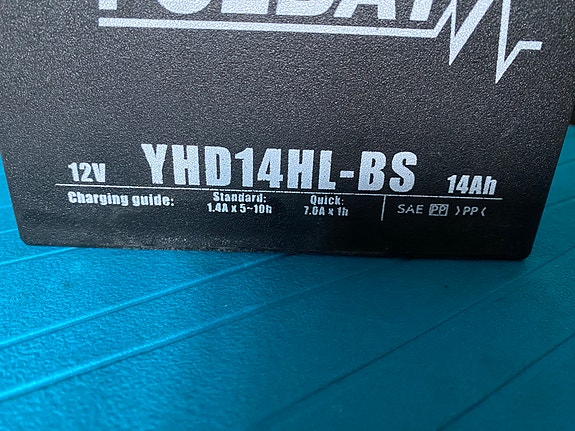 12V YHD14HL-BS 14Ah
Charging guide: Standard: Quick: SAE PP >PP<
1.4A x 5~10h 7.0A x 1h